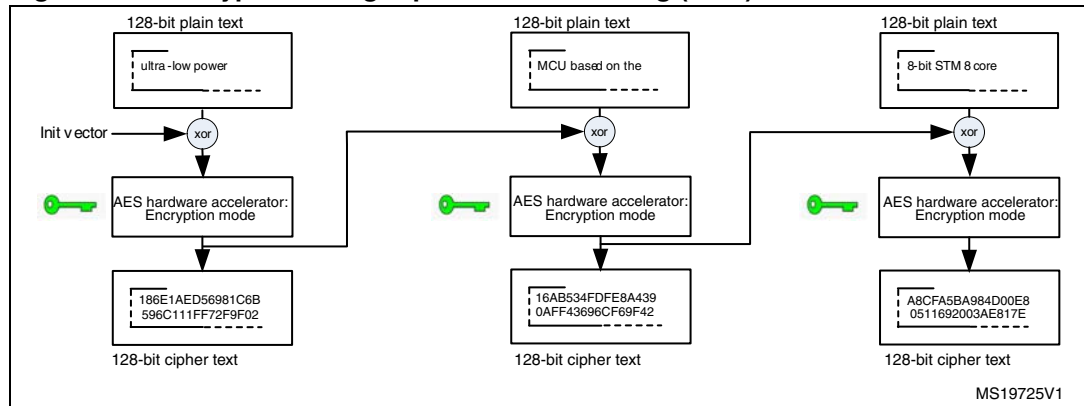 128-bit plain text
128-bit plain text
128-bit plain text
ultra-low power
MCU based on the
8-bit STM 8 core
Init vector
xor
xor
xor
AES hardware accelerator:
Encryption mode
AES hardware accelerator:
Encryption mode
AES hardware accelerator:
Encryption mode
186E1AED56981C6B
596C111FF72F9F02
16AB534FDFE8A439
0AFF43696CF69F42
A8CFA5BA984D00E8
0511692003AE817E
128-bit cipher text
128-bit cipher text
128-bit cipher text
MS19725V1